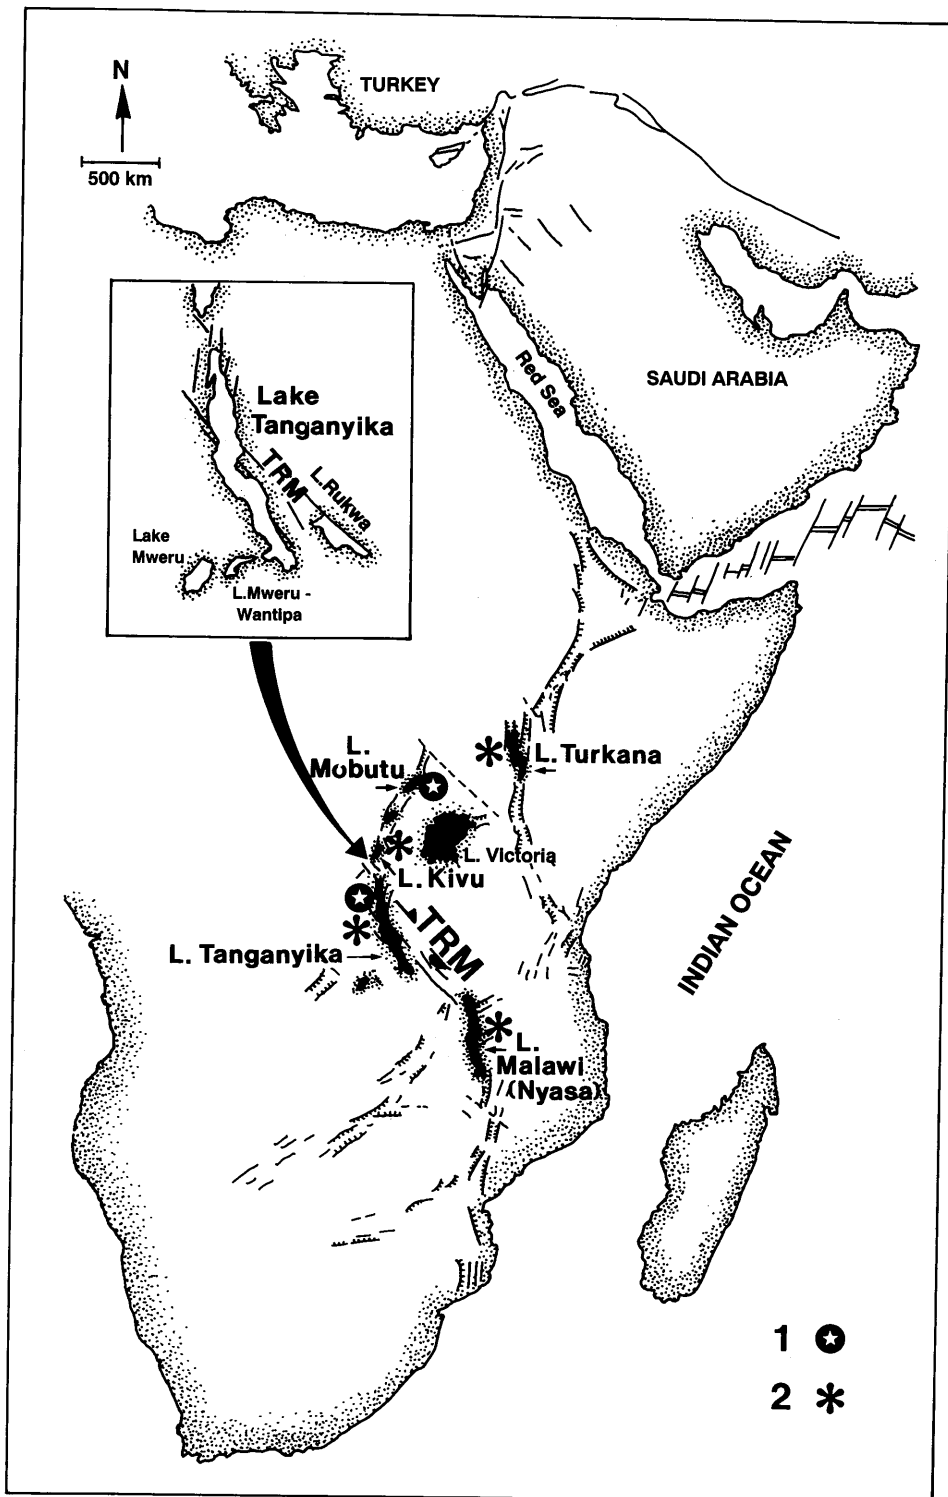 N
TURKEY
500 km
Red Sea
SAUDI ARABIA
Lake
Tanganyika
TRM
L.Rukwa
Lake
Mweru
L.Mweru -
Wantipa
L.
Mobutu
L. Turkana
L. Victoria
L. Kivu
TRM
L. Tanganyika
L.
Malawi
(Nyasa)
INDIAN OCEAN
1
2